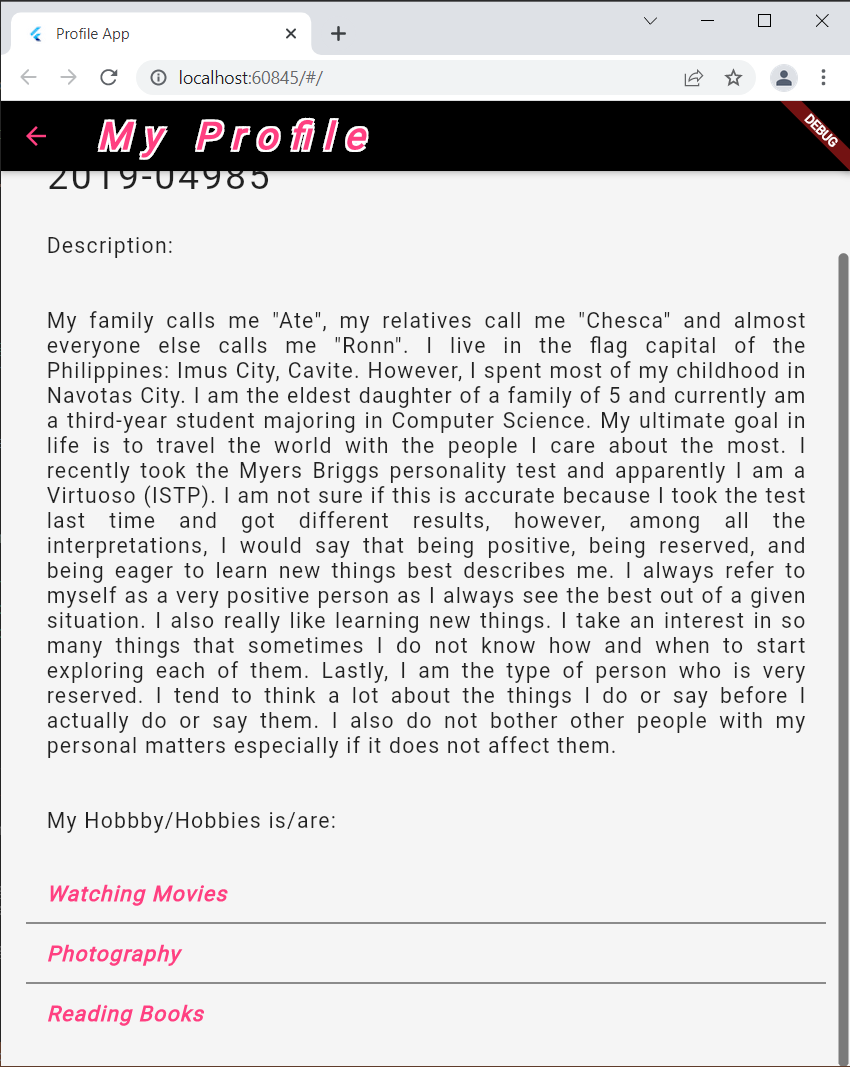 Profile App
localhost:60845/#/
My Profile
DEBUG
2019-04985
Description:
My family calls me "Ate", my relatives call me "Chesca" and almost
everyone else calls me "Ronn". I live in the flag capital of the
Philippines: Imus City, Cavite. However, I spent most of my childhood in
Navotas City. I am the eldest daughter of a family of 5 and currently am
a third-year student majoring in Computer Science. My ultimate goal in
life is to travel the world with the people I care about the most. I
recently took the Myers Briggs personality test and apparently I am a
Virtuoso (ISTP). I am not sure if this is accurate because I took the test
last time and got different results, however, among all the
interpretations, I would say that being positive, being reserved, and
being eager to learn new things best describes me. I always refer to
myself as a very positive person as I always see the best out of a given
situation. I also really like learning new things. I take an interest in so
many things that sometimes I do not know how and when to start
exploring each of them. Lastly, I am the type of person who is very
reserved. I tend to think a lot about the things I do or say before I
actually do or say them. I also do not bother other people with my
personal matters especially if it does not affect them.
My Hobbby/Hobbies is/are:
Watching Movies
Photography
Reading Books